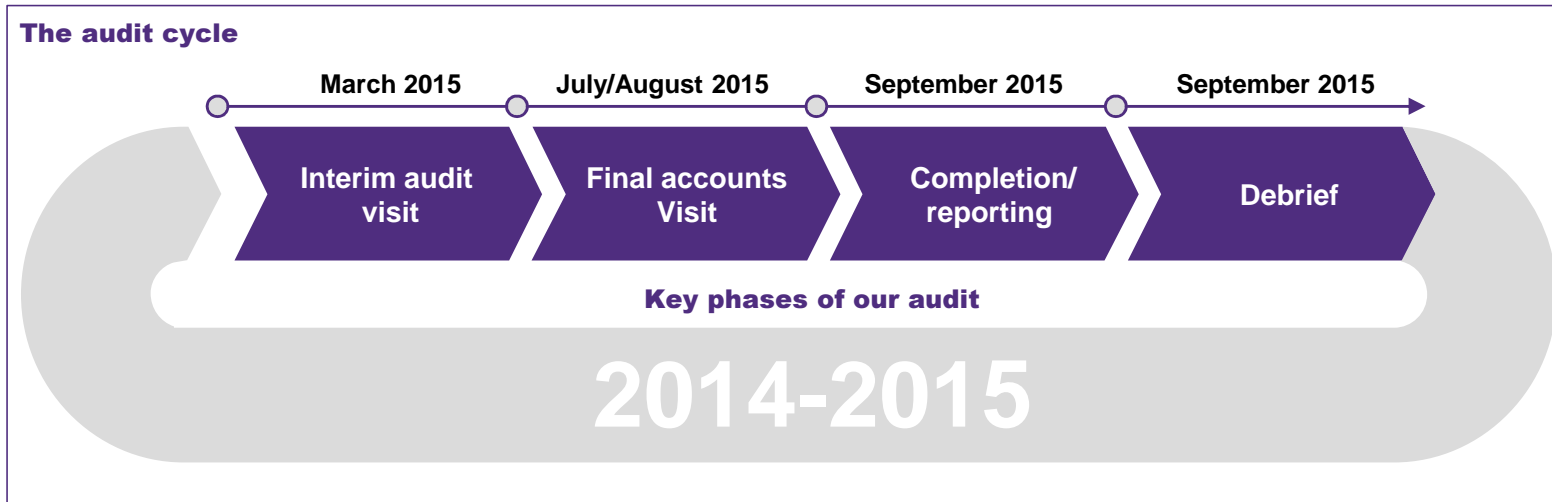 The audit cycle
March 2015
July/August 2015
September 2015
September 2015
Interim audit
visit
Final accounts
Visit
Completion/
reporting
Debrief
Key phases of our audit
2014-2015